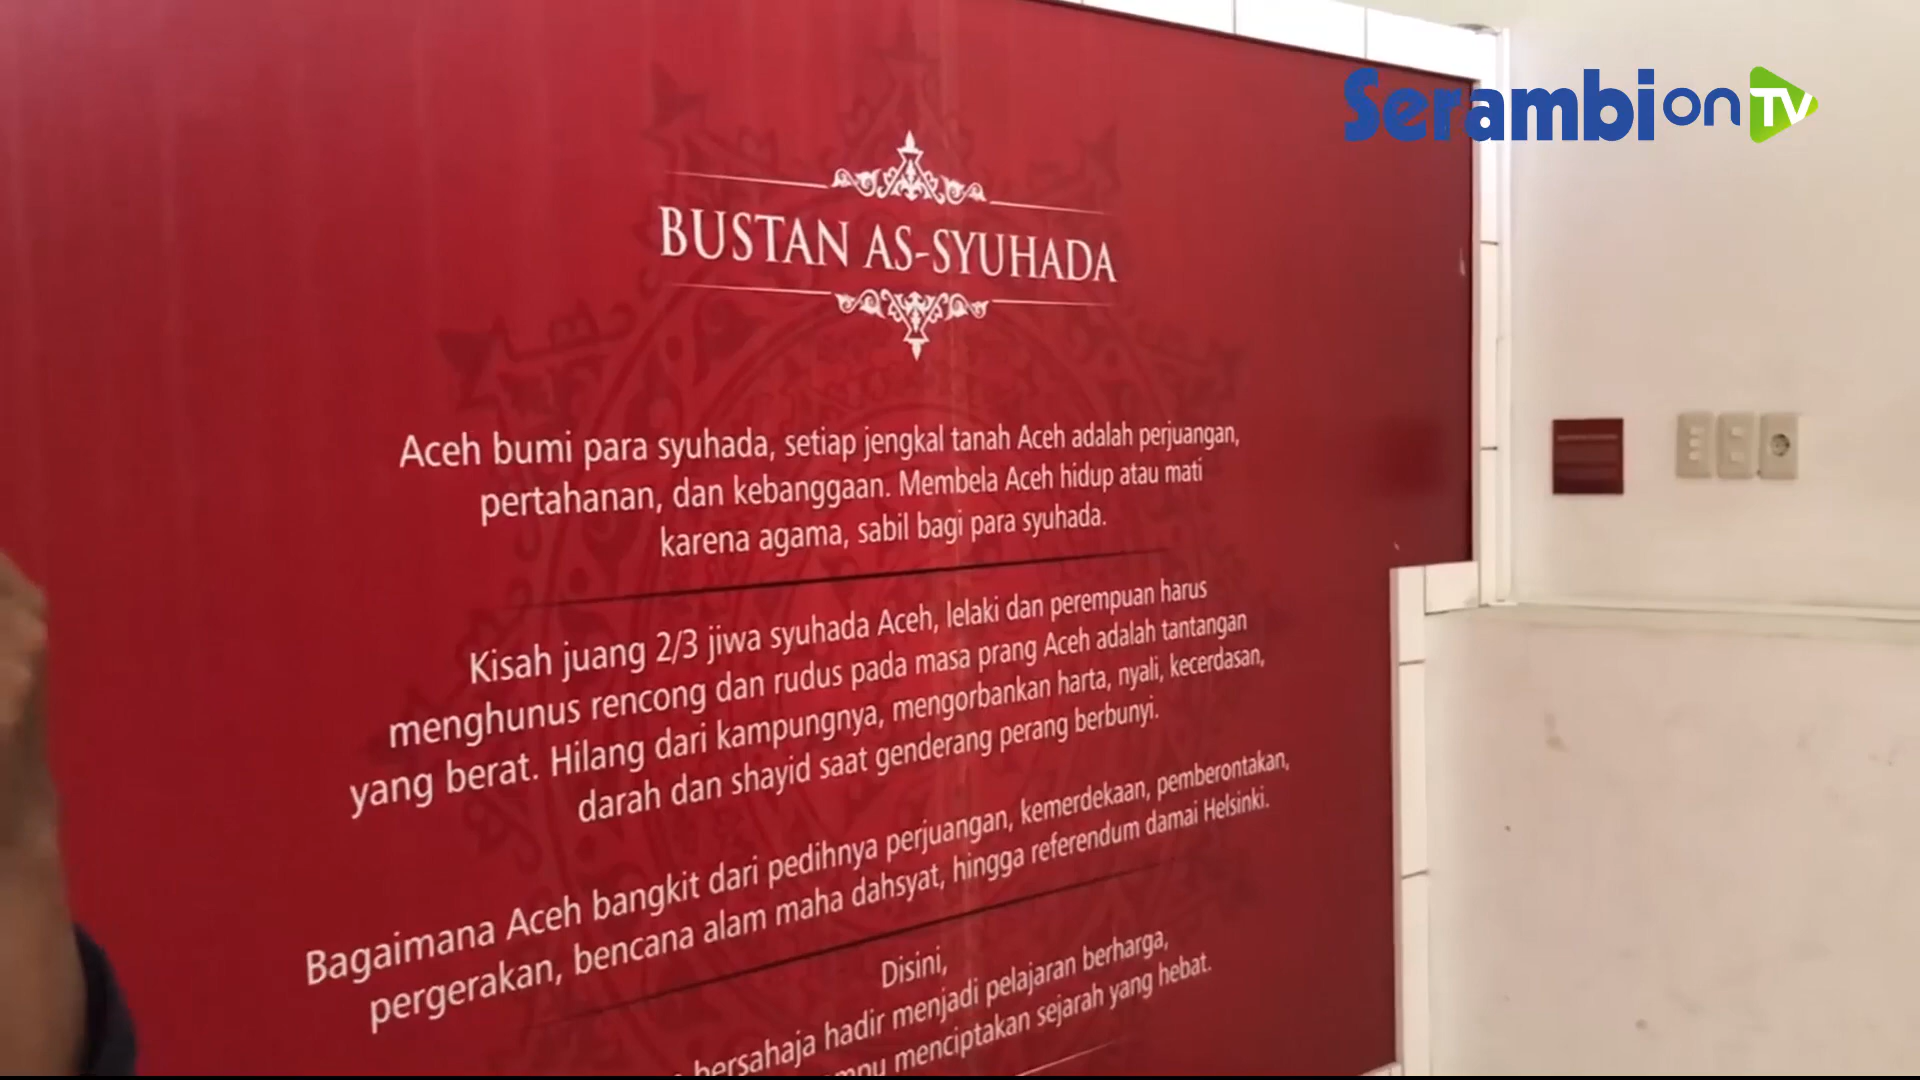 Serambi on TV
BUSTAN AS-SYUHADA
Aceh bumi para syuhada, setiap jengkal tanah Aceh adalah perjuangan,
pertahanan, dan kebanggaan. Membela Aceh hidup atau mati
karena agama, sabil bagi para syuhada.
Kisah juang 2/3 jiwa syuhada Aceh, lelaki dan perempuan harus
menghunus rencong dan rudus pada masa prang Aceh adalah tantangan
yang berat. Hilang dari kampungnya, mengorbankan harta, nyali, kecerdasan,
darah dan shayid saat genderang perang berbunyi.
Bagaimana Aceh bangkit dari pedihnya perjuangan, kemerdekaan, pemberontakan,
pergerakan, bencana alam maha dahsyat, hingga referendum damai Helsinki.
Disini,
bersahaja hadir menjadi pelajaran berharga,
menciptakan sejarah yang hebat.